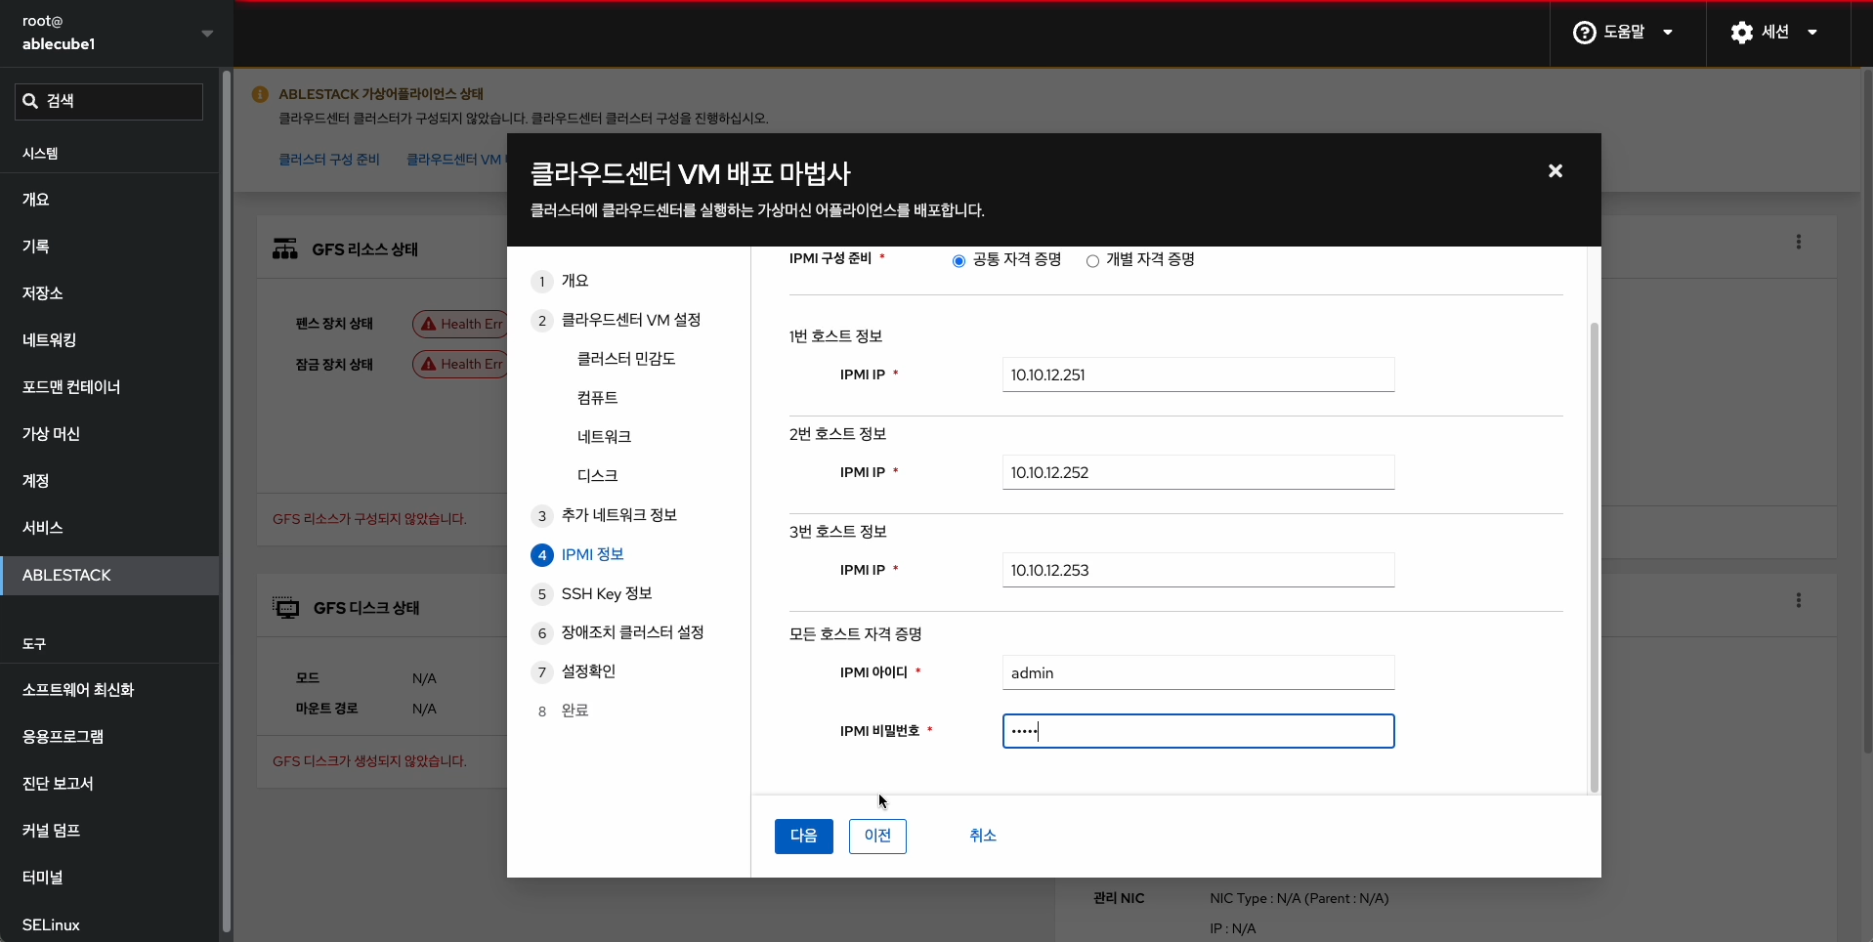 root@
ablecube1
도움말
세션
검색
시스템
개요
기록
저장소
네트워킹
포드맨 컨테이너
가상 머신
계정
서비스
ABLESTACK
도구
소프트웨어 최신화
응용프로그램
진단 보고서
커널 덤프
터미널
SELinux
ABLESTACK 가상어플라이언스 상태
클라우드센터 클러스터가 구성되지 않았습니다. 클라우드센터 클러스터 구성을 진행하십시오.
클러스터 구성 준비 클라우드센터 VM
GFS 리소스 상태
펜스 장치 상태 Health Err
잠금 장치 상태 Health Err
GFS 리소스가 구성되지 않았습니다.
GFS 디스크 상태
모드 N/A
마운트 경로 N/A
GFS 디스크가 생성되지 않았습니다.
클라우드센터 VM 배포 마법사
클러스터에 클라우드센터를 실행하는 가상머신 어플라이언스를 배포합니다.
1 개요
2 클라우드센터 VM 설정
클러스터 민감도
컴퓨트
네트워크
디스크
3 추가 네트워크 정보
4 IPMI 정보
5 SSH Key 정보
6 장애조치 클러스터 설정
7 설정확인
8 완료
IPMI 구성 준비 * 공통 자격 증명 개별 자격 증명
1번 호스트 정보
IPMI IP * 10.10.12.251
2번 호스트 정보
IPMI IP * 10.10.12.252
3번 호스트 정보
IPMI IP * 10.10.12.253
모든 호스트 자격 증명
IPMI 아이디 * admin
IPMI 비밀번호 * •••••
다음 이전 취소
관리 NIC NIC Type : N/A (Parent : N/A)
IP : N/A